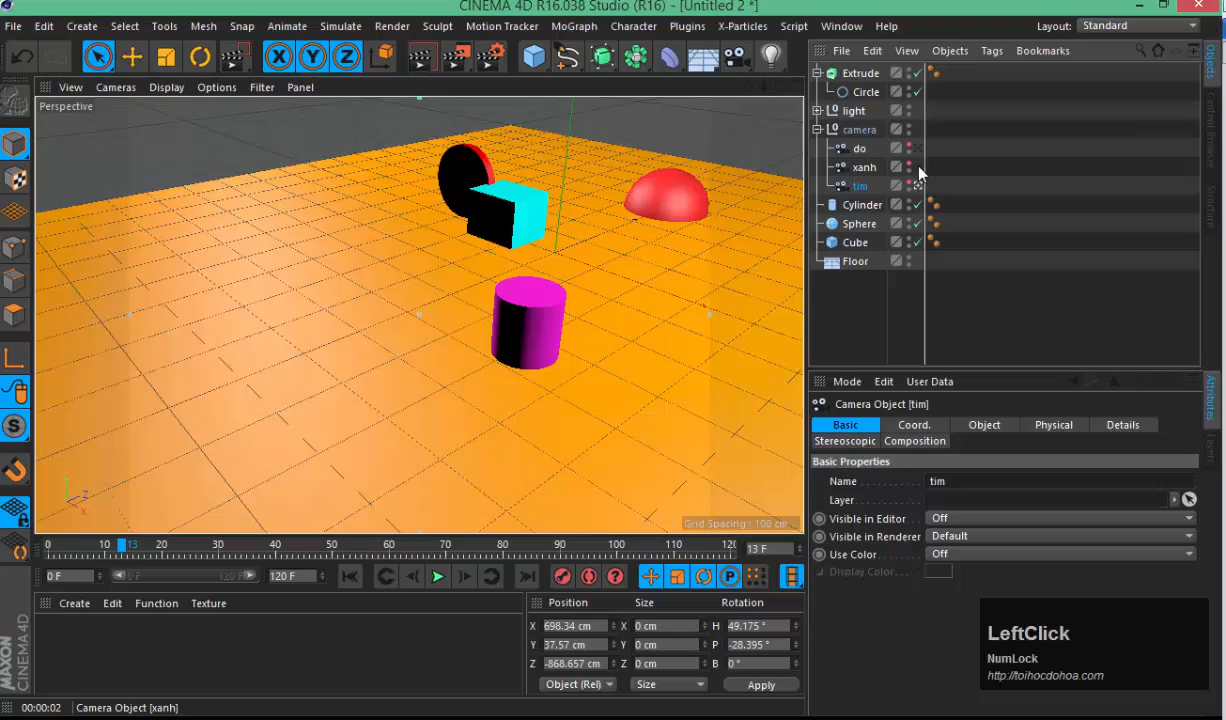 CINEMA 4D R16.038 Studio (R16) - [Untitled 2 *]
File Edit Create Select Tools Mesh Snap Animate Simulate Render Sculpt Motion Tracker MoGraph Character Plugins X-Particles Script Window Help Layout: Standard
X Y Z
File Edit View Objects Tags Bookmarks
View Cameras Display Options Filter Panel
Perspective
Extrude
Circle
light
camera
do
xanh
tim
Cylinder
Sphere
Cube
Floor
Grid Spacing : 100 cm
Objects
Content Browser
Structure
Mode Edit User Data
Camera Object [tim]
Basic Coord. Object Physical Details
Stereoscopic Composition
Basic Properties
Name tim
Layer
Visible in Editor Off
Visible in Renderer Default
Use Color Off
Display Color
Attributes
Layers
0 10 13 20 30 40 50 60 70 80 90 100 110 120 13 F
0 F 0 F 120 F 120 F
Create Edit Function Texture
Position Size Rotation
X 698.34 cm X 0 cm H 49.175 °
Y 37.57 cm Y 0 cm P -28.395 °
Z -868.657 cm Z 0 cm B 0 °
Object (Rel) Size Apply
MAXON
CINEMA 4D
LeftClick
NumLock
http://toihocdohoa.com
00:00:02 Camera Object [xanh]